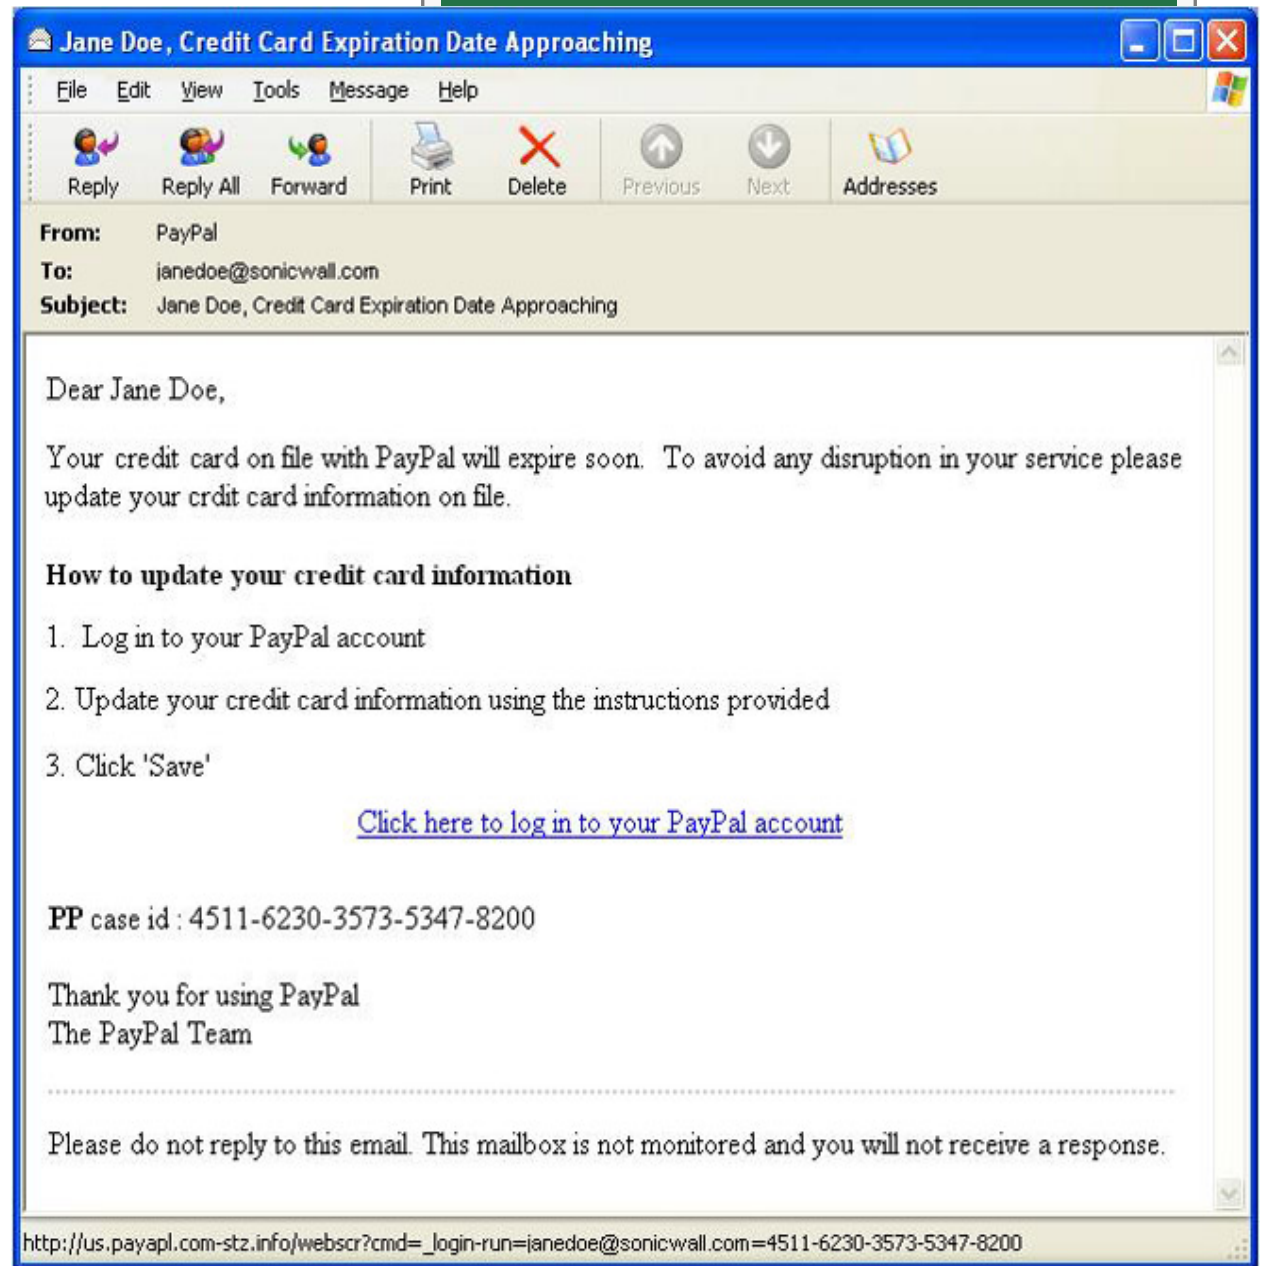 Jane Doe, Credit Card Expiration Date Approaching
File Edit View Tools Message Help
Reply Reply All Forward Print Delete Previous Next Addresses
From: PayPal
To: janedoe@sonicwall.com
Subject: Jane Doe, Credit Card Expiration Date Approaching
Dear Jane Doe,
Your credit card on file with PayPal will expire soon. To avoid any disruption in your service please
update your crdit card information on file.
How to update your credit card information
1. Log in to your PayPal account
2. Update your credit card information using the instructions provided
3. Click 'Save'
Click here to log in to your PayPal account
PP case id : 4511-6230-3573-5347-8200
Thank you for using PayPal
The PayPal Team
Please do not reply to this email. This mailbox is not monitored and you will not receive a response.
http://us.payapl.com-stz.info/webscr?cmd=_login-run=janedoe@sonicwall.com=4511-6230-3573-5347-8200